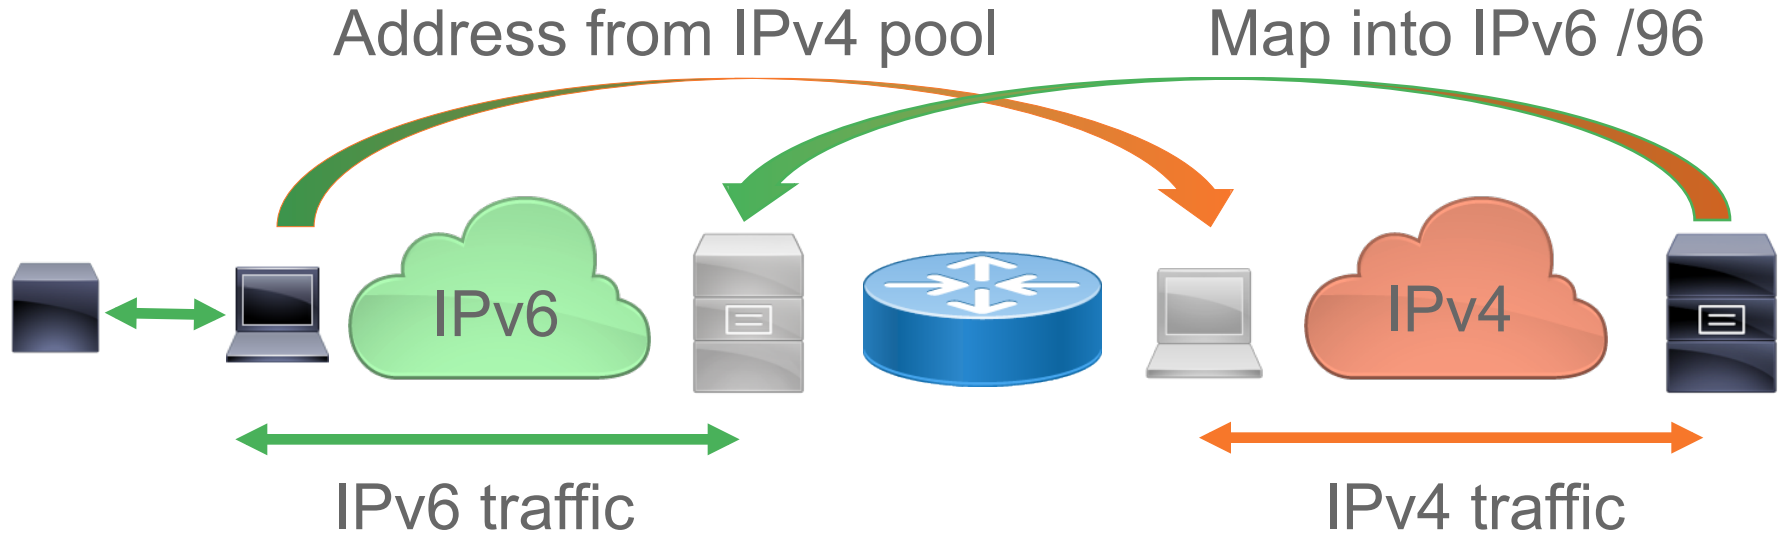 Address from IPv4 pool
Map into IPv6 /96
IPv6
IPv4
IPv6 traffic
IPv4 traffic